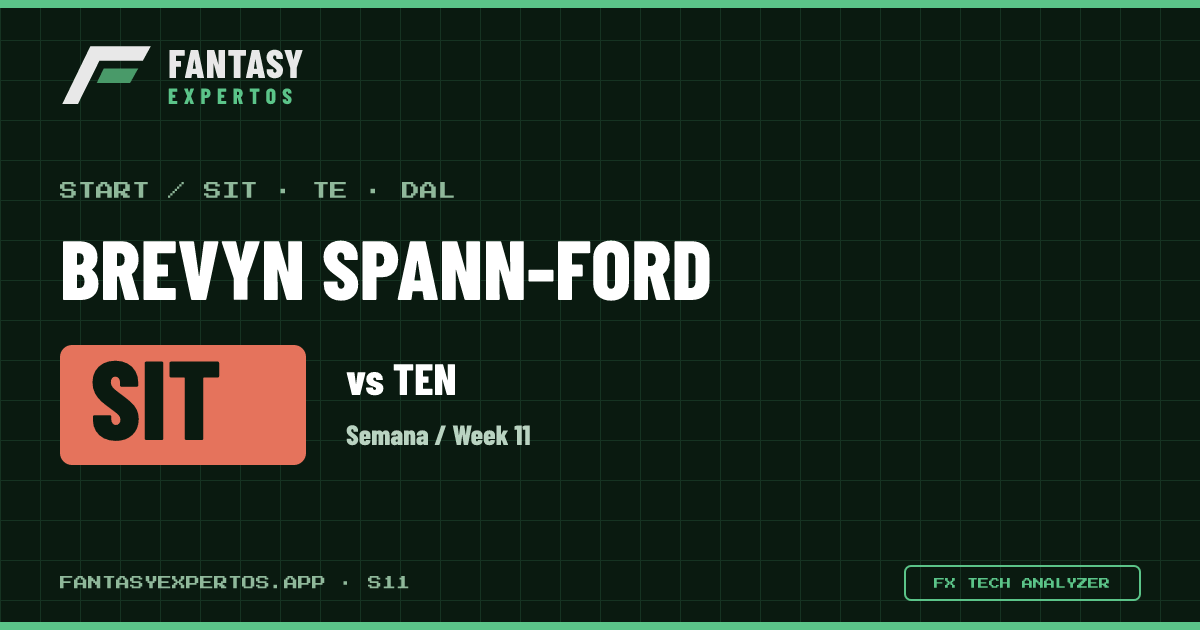 FANTASY
EXPERTOS
START / SIT · TE · DAL
BREVYN SPANN-FORD
SIT
vs TEN
Semana / Week 11
FANTASYEXPERTOS.APP · S11
FX TECH ANALYZER